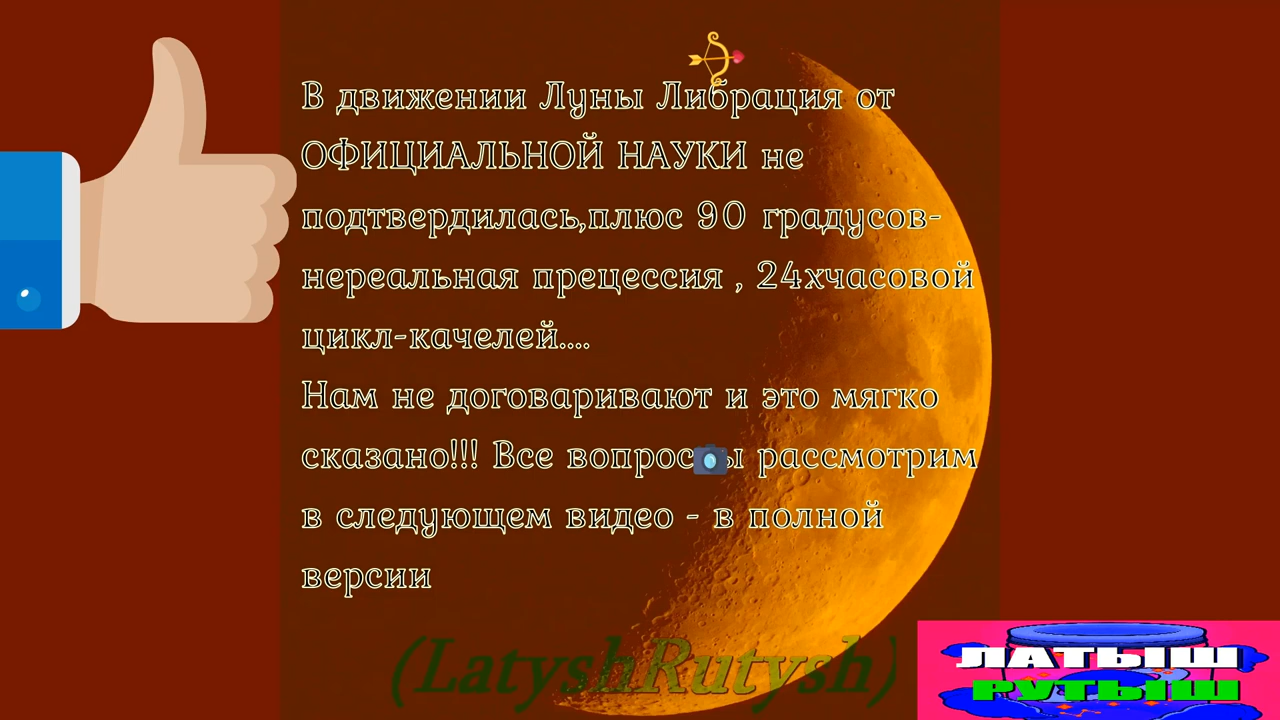 В движении Луны Либрация от
ОФИЦИАЛЬНОЙ НАУКИ не
подтвердилась,плюс 90 градусов-
нереальная прецессия , 24хчасовой
цикл-качелей....
Нам не договаривают и это мягко
сказано!!! Все вопросы рассмотрим
в следующем видео - в полной
версии
(LatyshRutysh)
ЛАТЫШ
РУТЫШ